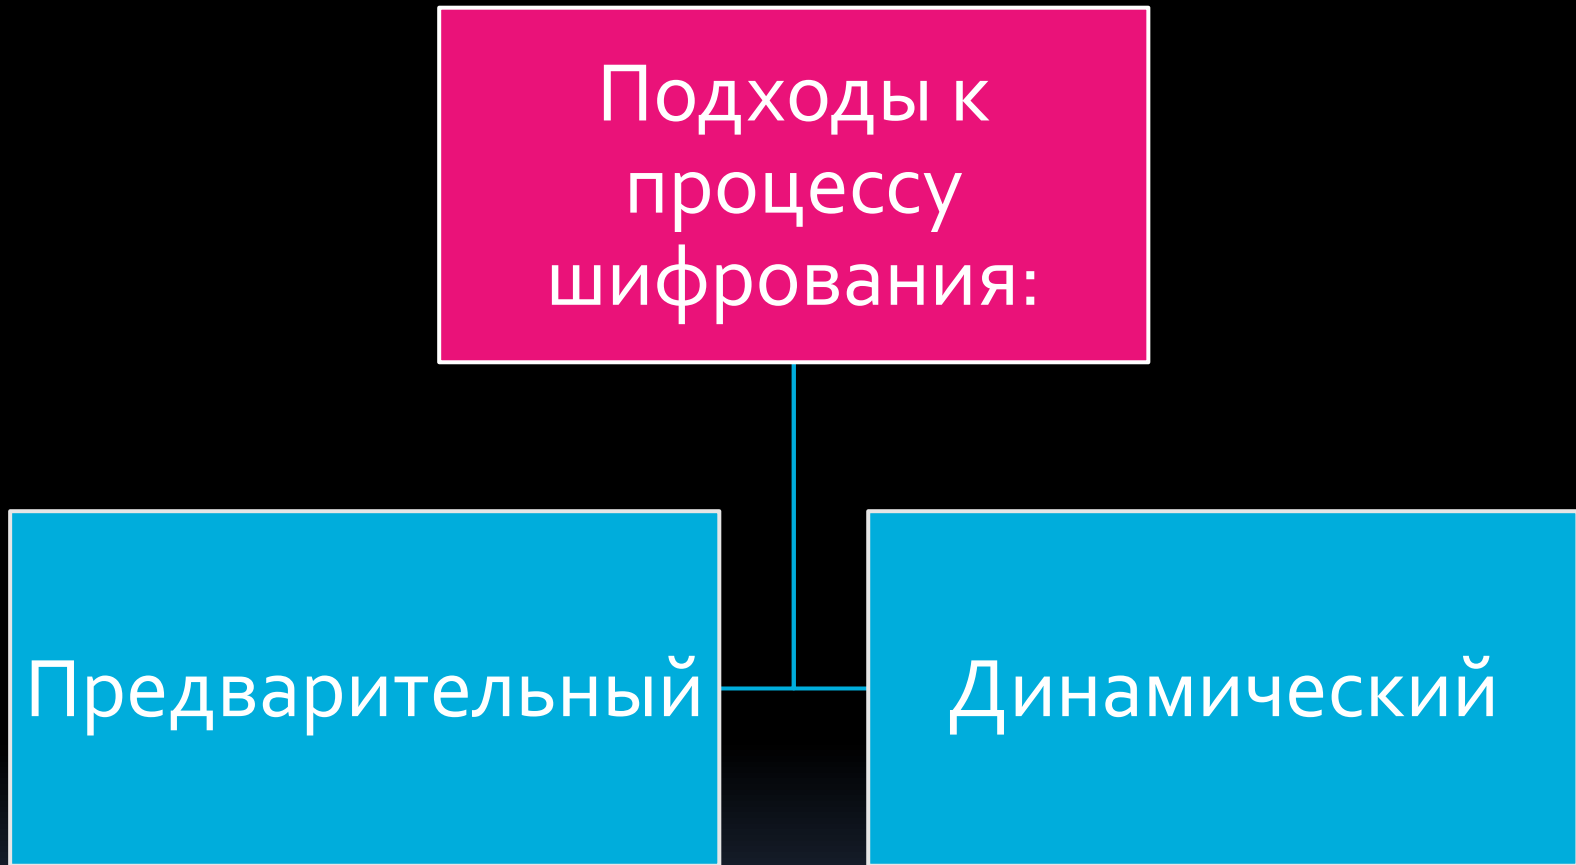 Подходы к
процессу
шифрования:
Предварительный
Динамический